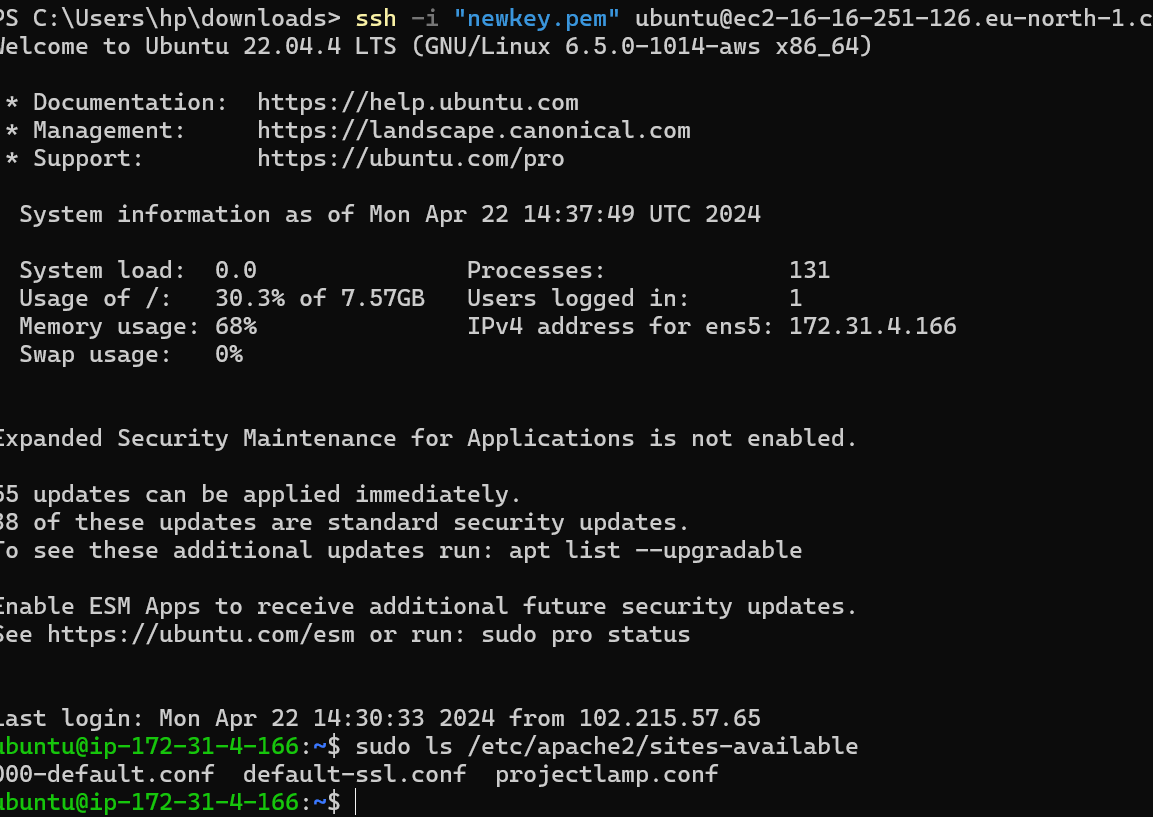 PS C:\Users\hp\downloads> ssh -i "newkey.pem" ubuntu@ec2-16-16-251-126.eu-north-1.c
Welcome to Ubuntu 22.04.4 LTS (GNU/Linux 6.5.0-1014-aws x86_64)
* Documentation:  https://help.ubuntu.com
* Management:     https://landscape.canonical.com
* Support:        https://ubuntu.com/pro
System information as of Mon Apr 22 14:37:49 UTC 2024
System load:  0.0               Processes:             131
Usage of /:   30.3% of 7.57GB   Users logged in:       1
Memory usage: 68%               IPv4 address for ens5: 172.31.4.166
Swap usage:   0%
Expanded Security Maintenance for Applications is not enabled.
updates can be applied immediately.
of these updates are standard security updates.
To see these additional updates run: apt list --upgradable
Enable ESM Apps to receive additional future security updates.
See https://ubuntu.com/esm or run: sudo pro status
Last login: Mon Apr 22 14:30:33 2024 from 102.215.57.65
ubuntu@ip-172-31-4-166:~$ sudo ls /etc/apache2/sites-available
000-default.conf  default-ssl.conf  projectlamp.conf
ubuntu@ip-172-31-4-166:~$